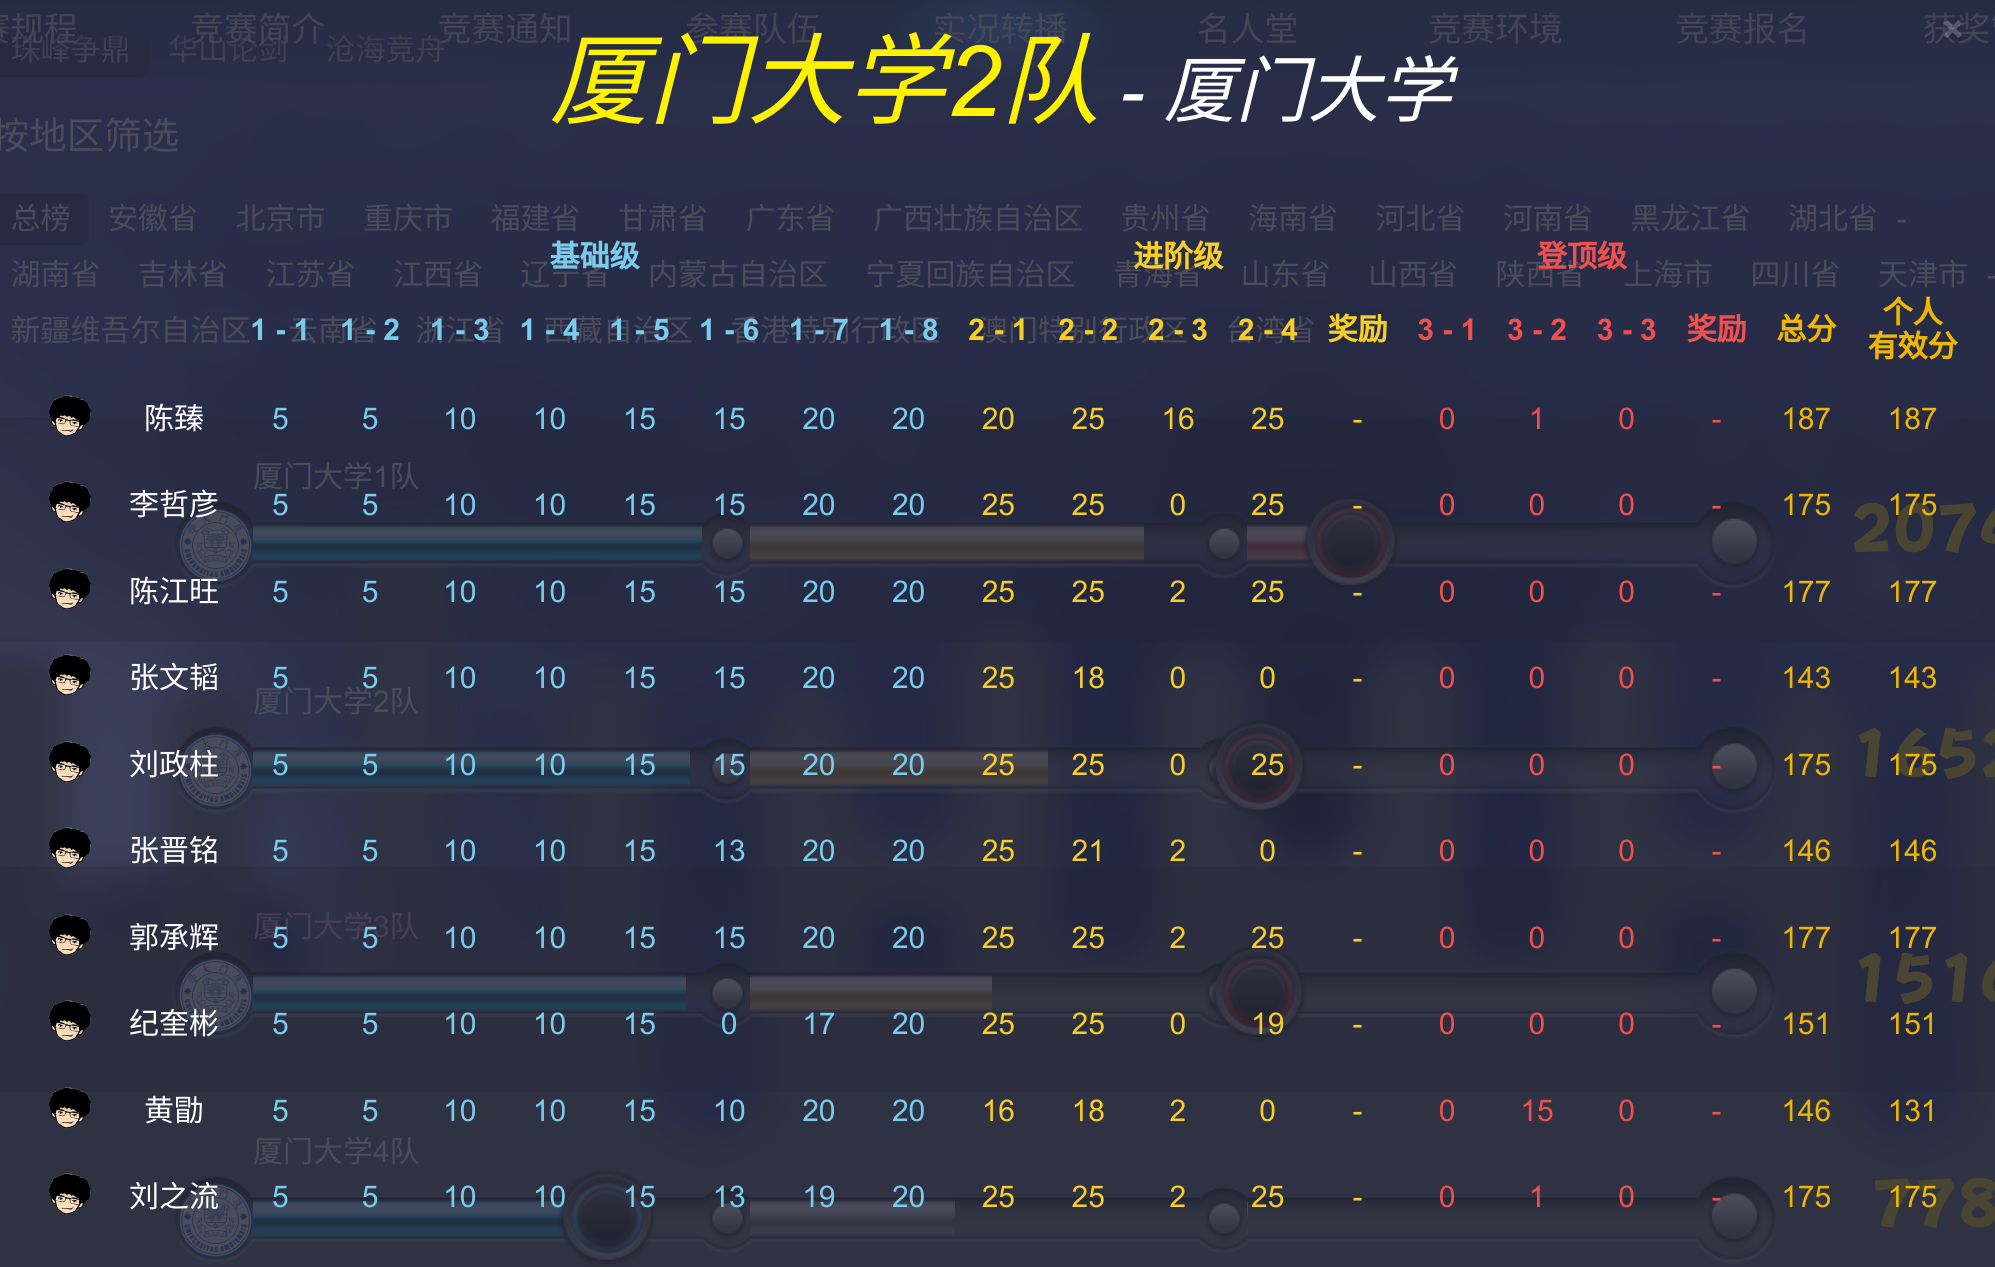 赛规程 竞赛简介 竞赛通知 参赛队伍 实况转播 名人堂 竞赛环境 竞赛报名 获奖
珠峰争鼎 华山论剑 沧海竞舟
厦门大学2队 - 厦门大学
按地区筛选
总榜 安徽省 北京市 重庆市 福建省 甘肃省 广东省 广西壮族自治区 贵州省 海南省 河北省 河南省 黑龙江省 湖北省 -
基础级 进阶级 登顶级
湖南省 吉林省 江苏省 江西省 辽宁省 内蒙古自治区 宁夏回族自治区 青海省 山东省 山西省 陕西省 上海市 四川省 天津市 -
新疆维吾尔自治区 云南省 浙江省 西藏自治区 香港特别行政区 澳门特别行政区 台湾省
1 - 1 1 - 2 1 - 3 1 - 4 1 - 5 1 - 6 1 - 7 1 - 8 2 - 1 2 - 2 2 - 3 2 - 4 奖励 3 - 1 3 - 2 3 - 3 奖励 总分 个人有效分
陈臻 5 5 10 10 15 15 20 20 20 25 16 25 - 0 1 0 - 187 187
厦门大学1队
李哲彦 5 5 10 10 15 15 20 20 25 25 0 25 - 0 0 0 - 175 175
2074
陈江旺 5 5 10 10 15 15 20 20 25 25 2 25 - 0 0 0 - 177 177
张文韬 5 5 10 10 15 15 20 20 25 18 0 0 - 0 0 0 - 143 143
厦门大学2队
刘政柱 5 5 10 10 15 15 20 20 25 25 0 25 - 0 0 0 - 175 175
1652
张晋铭 5 5 10 10 15 13 20 20 25 21 2 0 - 0 0 0 - 146 146
厦门大学3队
郭承辉 5 5 10 10 15 15 20 20 25 25 2 25 - 0 0 0 - 177 177
1516
纪奎彬 5 5 10 10 15 0 17 20 25 25 0 19 - 0 0 0 - 151 151
黄勖 5 5 10 10 15 10 20 20 16 18 2 0 - 0 15 0 - 146 131
厦门大学4队
刘之流 5 5 10 10 15 13 19 20 25 25 2 25 - 0 1 0 - 175 175
778